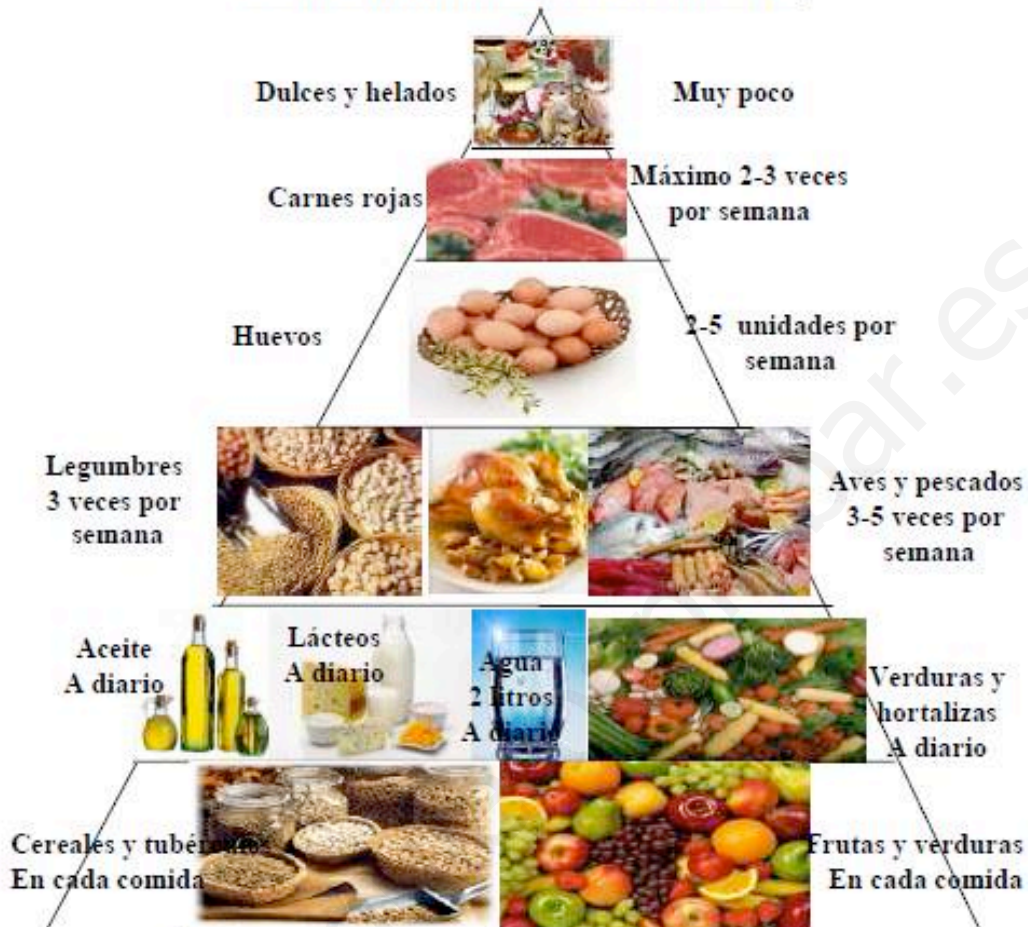 Dulces y helados
Muy poco
Carnes rojas
Máximo 2-3 veces
por semana
Huevos
2-5 unidades por
semana
Legumbres
3 veces por
semana
Aves y pescados
3-5 veces por
semana
Aceite
A diario
Lácteos
A diario
Agua
2 litros
A diario
Verduras y
hortalizas
A diario
Cereales y tubérculos
En cada comida
Frutas y verduras
En cada comida